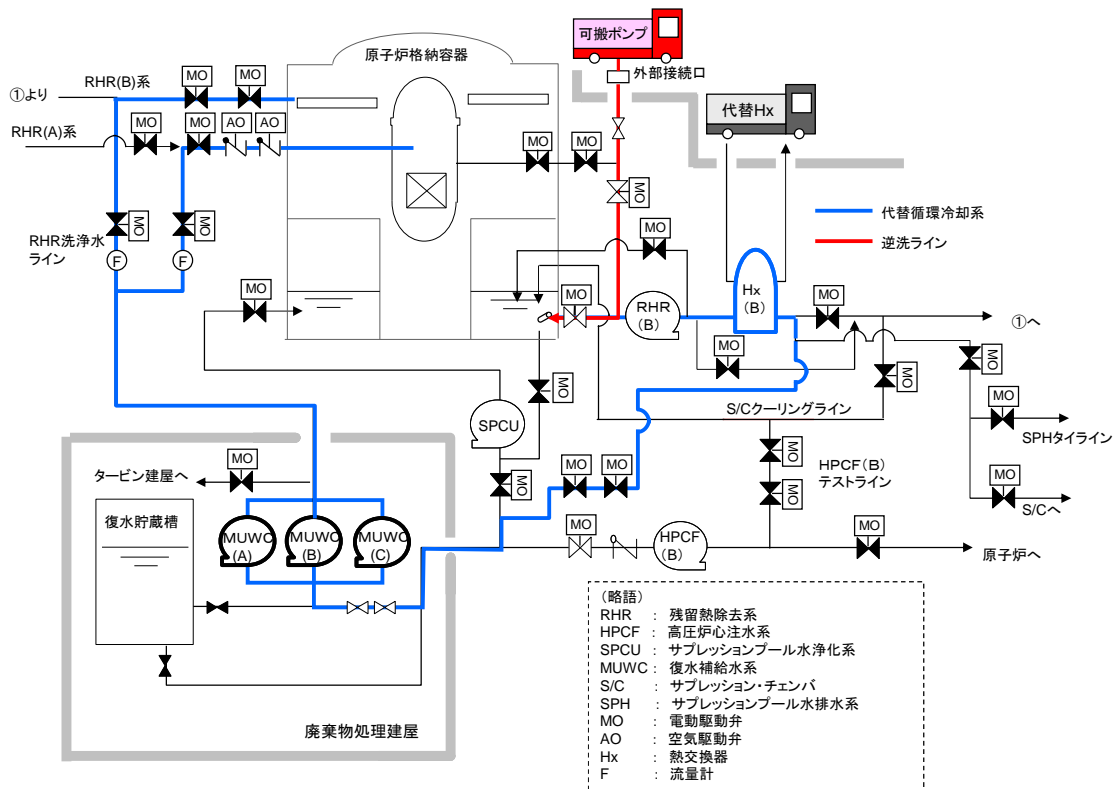 可搬ポンプ
原子炉格納容器
外部接続口
RHR(B)系
MO
MO
①より
代替Hx
RHR(A)系
MO
MO
AO
AO
MO
MO
MO
代替循環冷却系
逆洗ライン
MO
MO
RHR洗浄水
ライン
F
F
MO
MO
MO
MO
RHR
(B)
Hx
(B)
MO
①へ
MO
MO
MO
MO
S/Cクーリングライン
MO
SPHタイライン
SPCU
MO
HPCF(B)
テストライン
MO
MO
MO
MO
MO
S/Cへ
タービン建屋へ
MO
復水貯蔵槽
MUWC
(A)
MUWC
(B)
MUWC
(C)
MO
HPCF
(B)
MO
原子炉へ
廃棄物処理建屋
(略語)
RHR : 残留熱除去系
HPCF : 高圧炉心注水系
SPCU : サプレッションプール水浄化系
MUWC : 復水補給水系
S/C : サプレッション・チェンバ
SPH : サプレッションプール水排水系
MO : 電動駆動弁
AO : 空気駆動弁
Hx : 熱交換器
F : 流量計